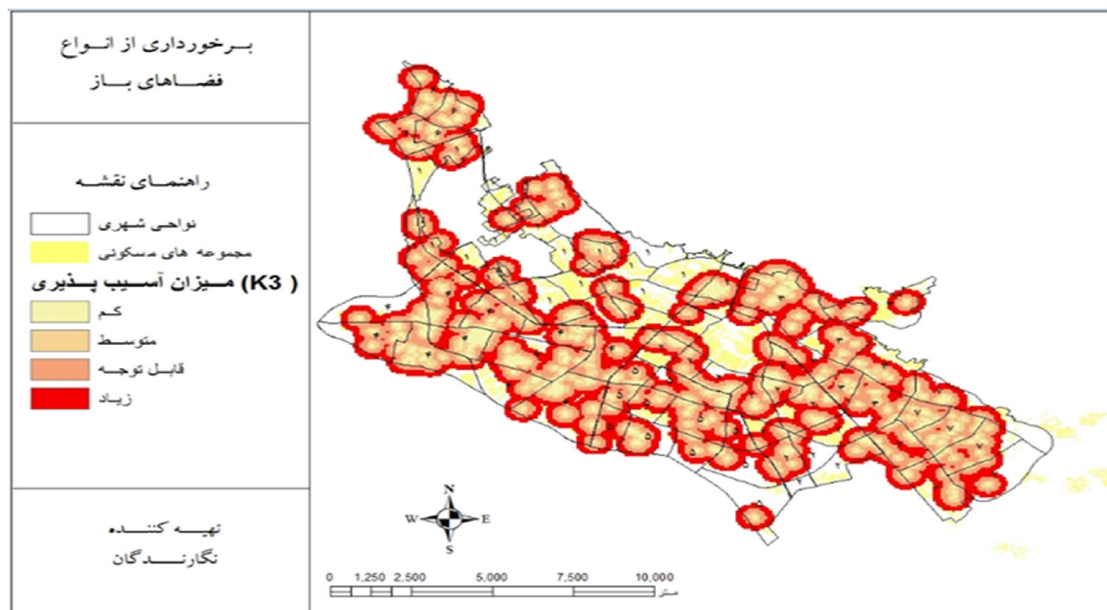 برخورداری از انواع
فضاهای باز
راهنمای نقشه
نواحی شهری
مجموعه های مسکونی
میزان آسیب پذیری (K3 )
کم
متوسط
قابل توجه
زیاد
تهیه کننده
نگارندگان
N
W E
S
0 1,250 2,500 5,000 7,500 10,000
متر